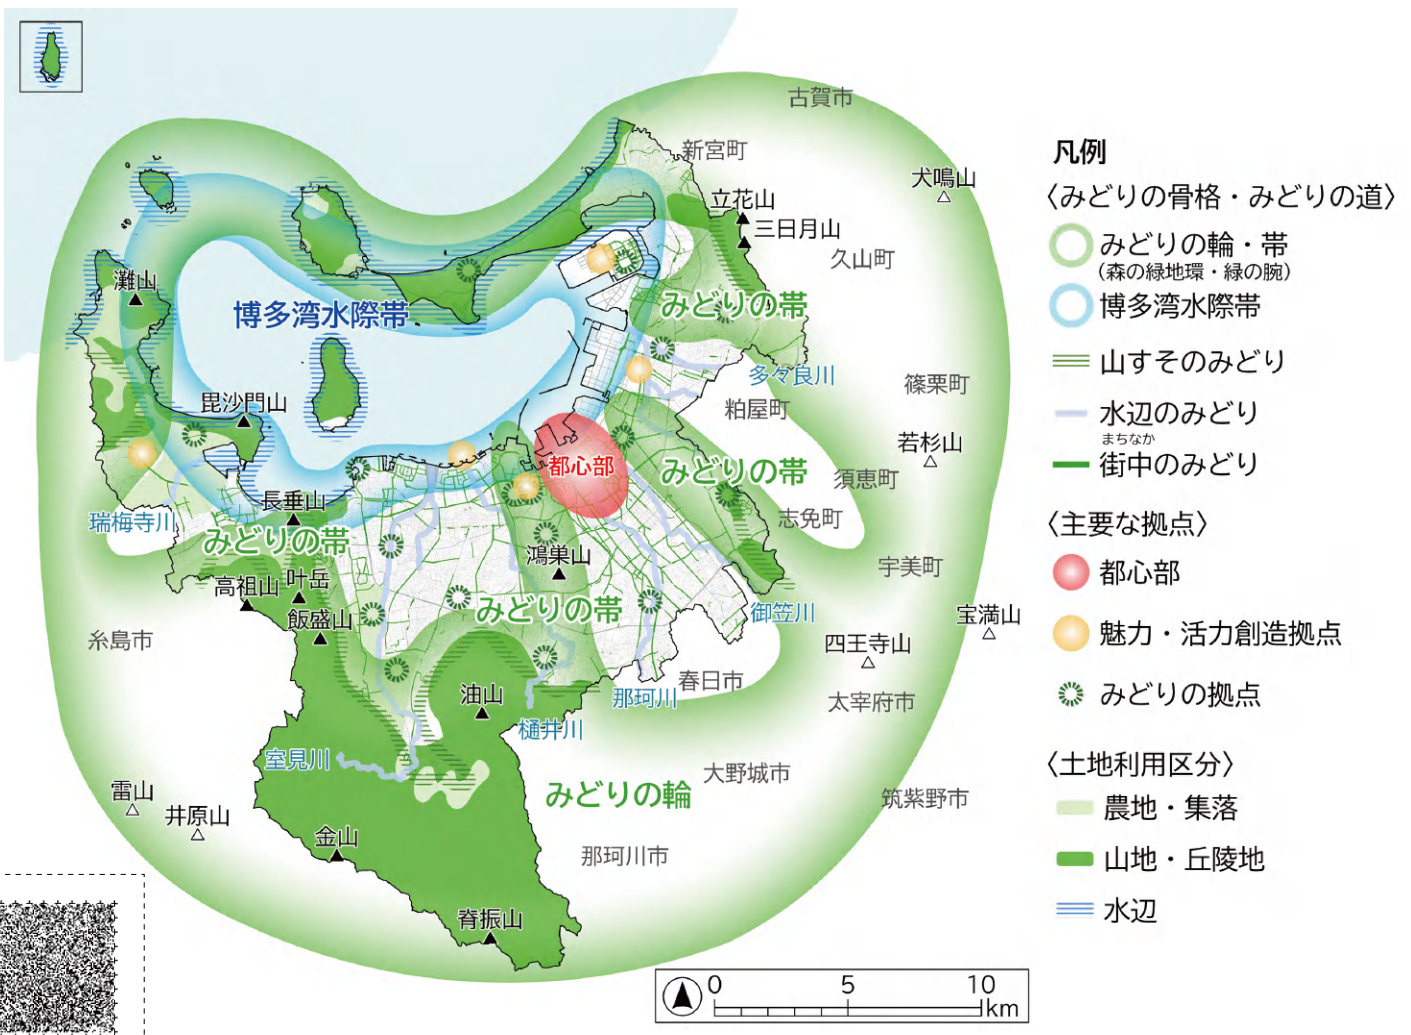 古賀市
新宮町
犬鳴山
立花山
三日月山
久山町
灘山
博多湾水際帯
みどりの帯
多々良川
篠栗町
毘沙門山
粕屋町
若杉山
都心部
みどりの帯
須恵町
長垂山
志免町
瑞梅寺川
みどりの帯
鴻巣山
宇美町
高祖山
叶岳
飯盛山
みどりの帯
御笠川
宝満山
糸島市
四王寺山
春日市
油山
那珂川
太宰府市
樋井川
室見川
大野城市
雷山
みどりの輪
筑紫野市
井原山
金山
那珂川市
脊振山
0 5 10
km
凡例
〈みどりの骨格・みどりの道〉
みどりの輪・帯
(森の緑地環・緑の腕)
博多湾水際帯
山すそのみどり
水辺のみどり
まちなか
街中のみどり
〈主要な拠点〉
都心部
魅力・活力創造拠点
みどりの拠点
〈土地利用区分〉
農地・集落
山地・丘陵地
水辺